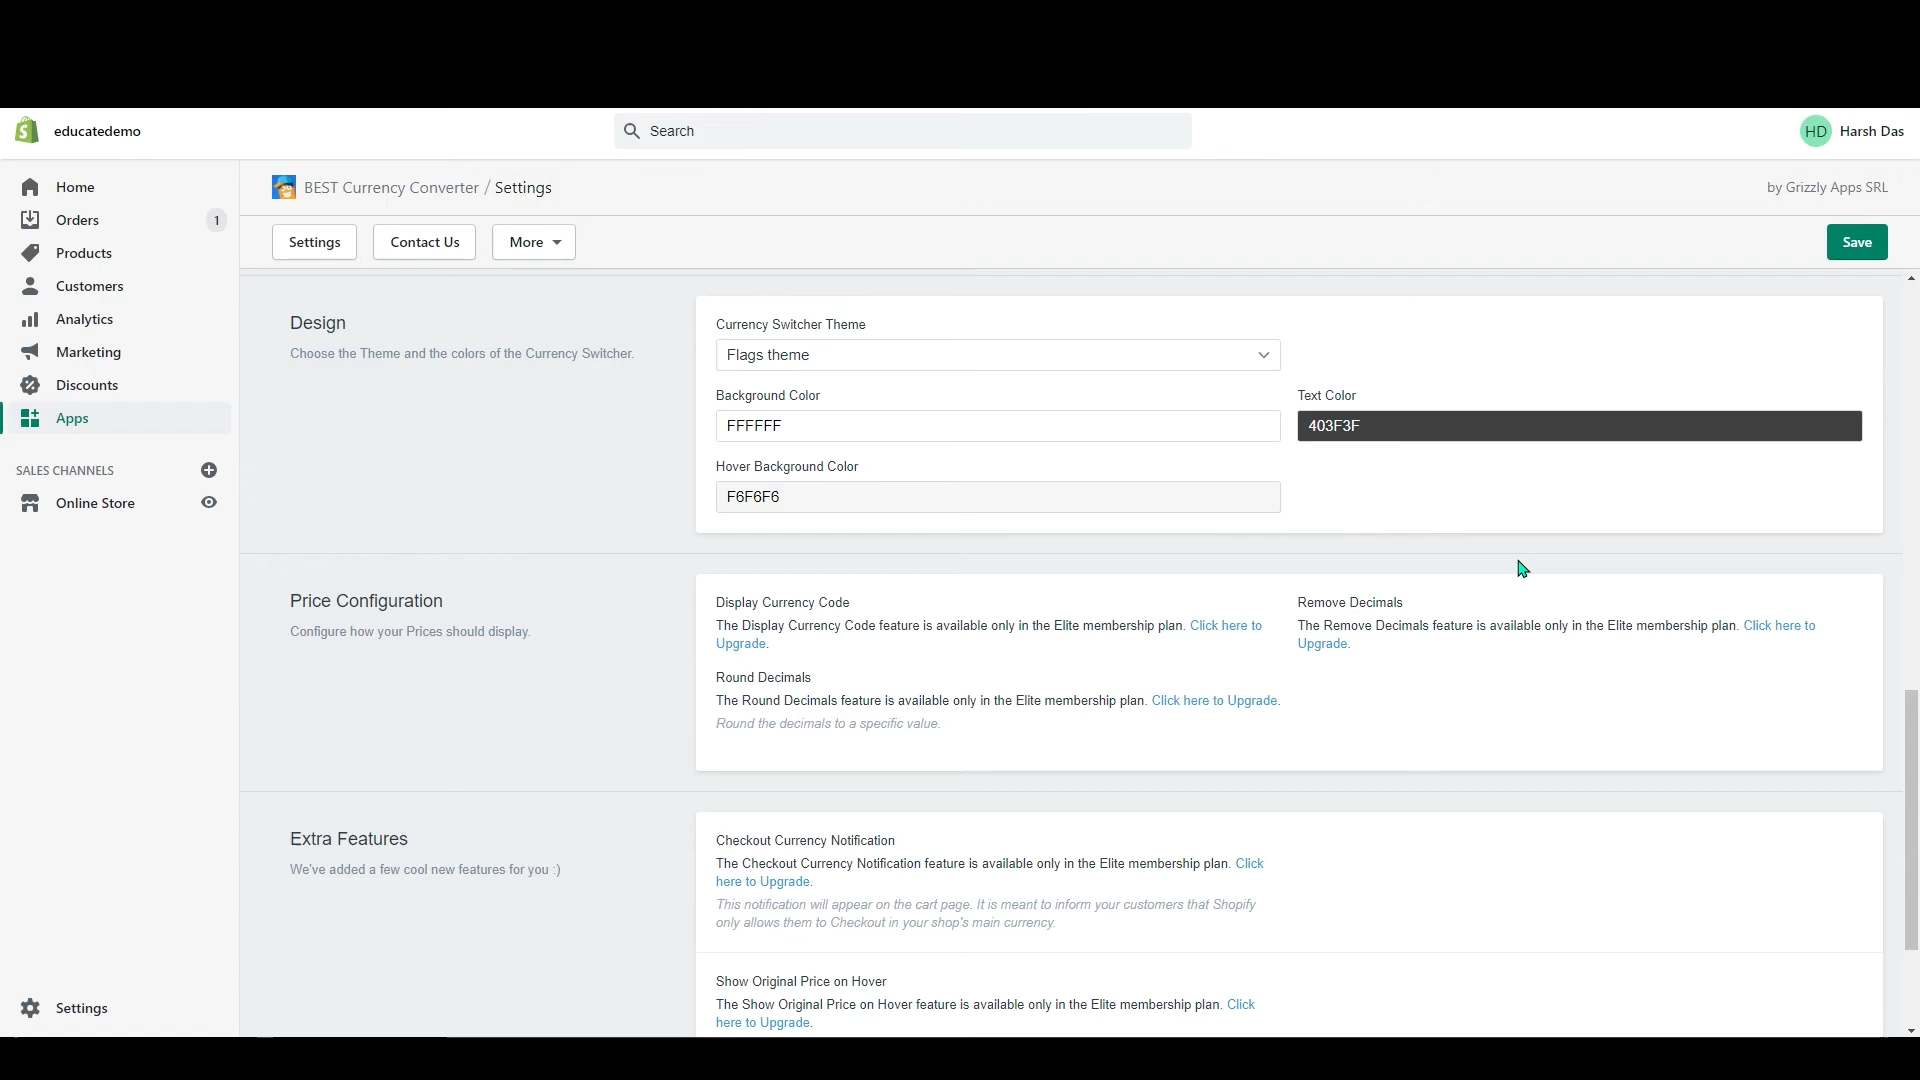 educatedemo
Search
HD Harsh Das
Home
Orders 1
Products
Customers
Analytics
Marketing
Discounts
Apps
SALES CHANNELS
Online Store
Settings
BEST Currency Converter / Settings
by Grizzly Apps SRL
Settings Contact Us More Save
Design
Choose the Theme and the colors of the Currency Switcher.
Currency Switcher Theme
Flags theme
Background Color
FFFFFF
Text Color
403F3F
Hover Background Color
F6F6F6
Price Configuration
Configure how your Prices should display.
Display Currency Code
The Display Currency Code feature is available only in the Elite membership plan. Click here to
Upgrade.
Remove Decimals
The Remove Decimals feature is available only in the Elite membership plan. Click here to
Upgrade.
Round Decimals
The Round Decimals feature is available only in the Elite membership plan. Click here to Upgrade.
Round the decimals to a specific value.
Extra Features
We've added a few cool new features for you :)
Checkout Currency Notification
The Checkout Currency Notification feature is available only in the Elite membership plan. Click
here to Upgrade.
This notification will appear on the cart page. It is meant to inform your customers that Shopify
only allows them to Checkout in your shop's main currency.
Show Original Price on Hover
The Show Original Price on Hover feature is available only in the Elite membership plan. Click
here to Upgrade.